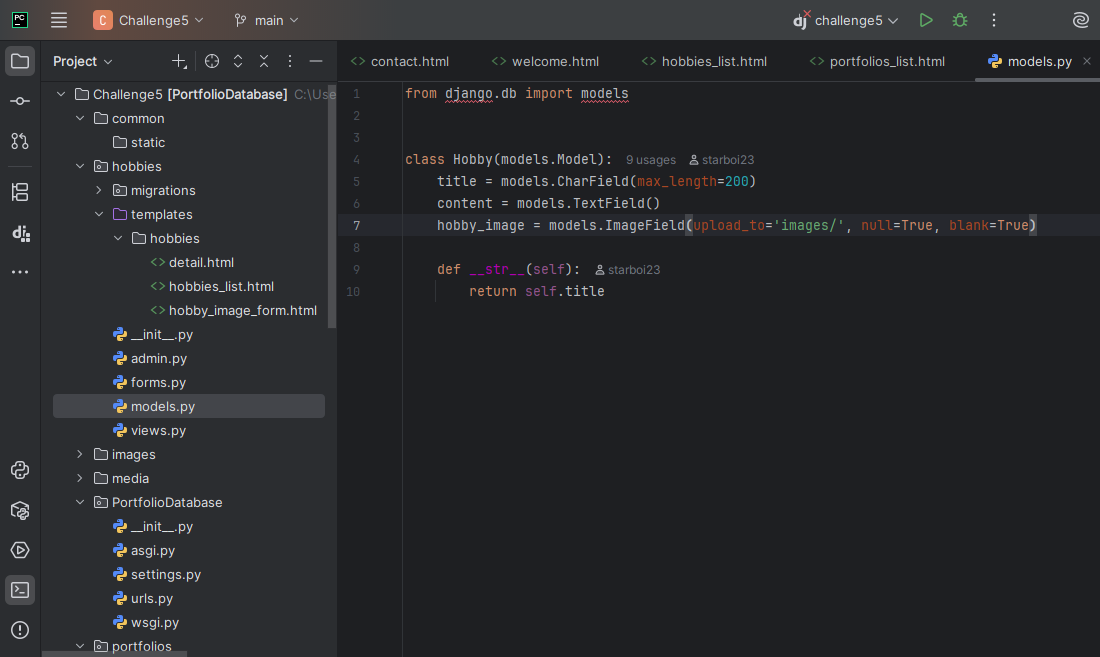 PC
C Challenge5
main
dj challenge5
Project
contact.html
welcome.html
hobbies_list.html
portfolios_list.html
models.py
Challenge5 [PortfolioDatabase] C:\Use
common
static
hobbies
migrations
templates
hobbies
detail.html
hobbies_list.html
hobby_image_form.html
__init__.py
admin.py
forms.py
models.py
views.py
images
media
PortfolioDatabase
__init__.py
asgi.py
settings.py
urls.py
wsgi.py
portfolios
dj
1 from django.db import models
2
3
4 class Hobby(models.Model): 9 usages starboi23
5 title = models.CharField(max_length=200)
6 content = models.TextField()
7 hobby_image = models.ImageField(upload_to='images/', null=True, blank=True)
8
9 def __str__(self): starboi23
10 return self.title